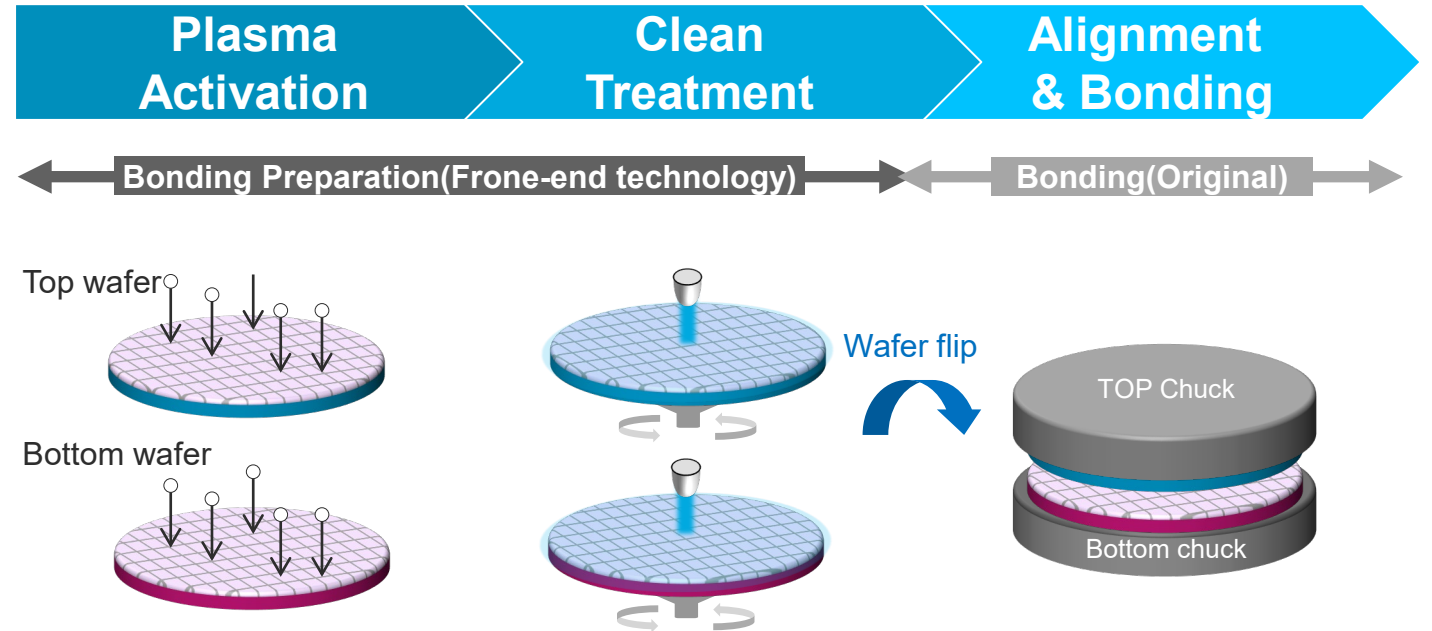 Plasma
Activation
Clean
Treatment
Alignment
& Bonding
Bonding Preparation(Frone-end technology)
Bonding(Original)
Top wafer
Wafer flip
TOP Chuck
Bottom wafer
Bottom chuck